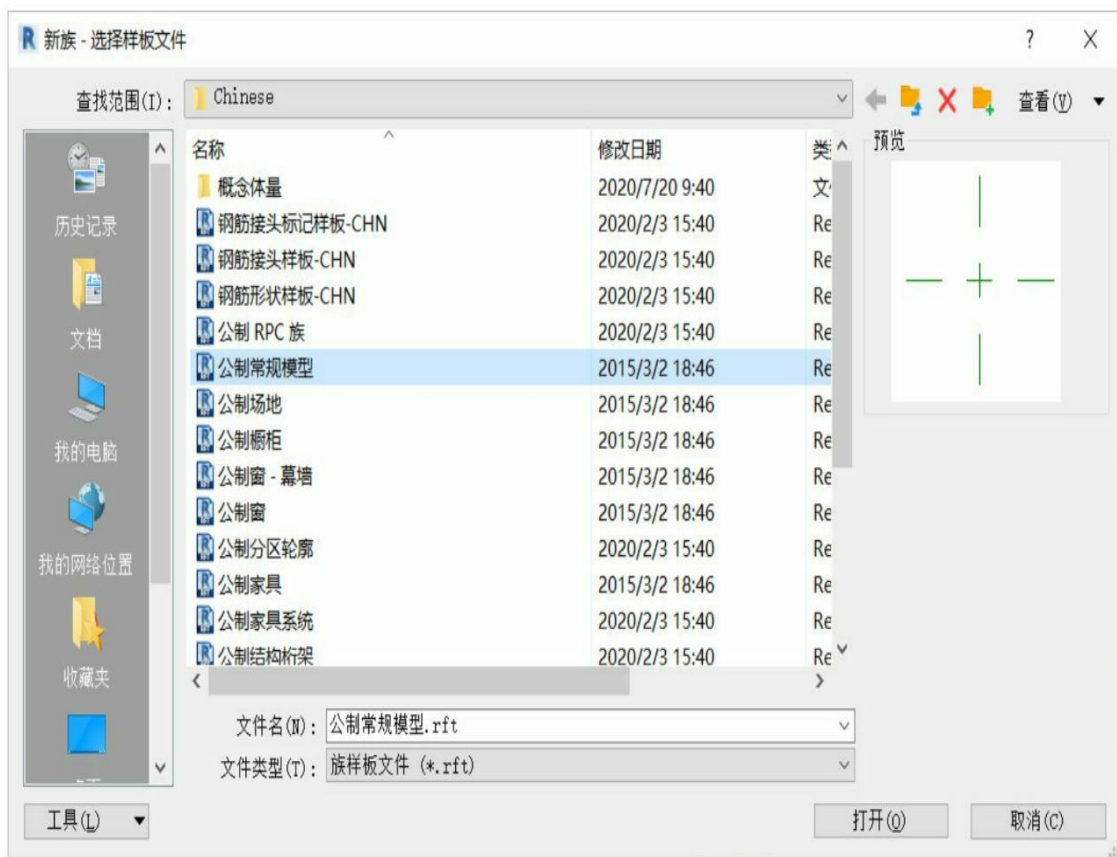 新族 - 选择样板文件
查找范围(I): Chinese 查看(V)
名称 修改日期 类
概念体量 2020/7/20 9:40 文
钢筋接头标记样板-CHN 2020/2/3 15:40 Re
钢筋接头样板-CHN 2020/2/3 15:40 Re
钢筋形状样板-CHN 2020/2/3 15:40 Re
公制 RPC 族 2020/2/3 15:40 Re
公制常规模型 2015/3/2 18:46 Re
公制场地 2015/3/2 18:46 Re
公制橱柜 2015/3/2 18:46 Re
公制窗 - 幕墙 2015/3/2 18:46 Re
公制窗 2015/3/2 18:46 Re
公制分区轮廓 2020/2/3 15:40 Re
公制家具 2015/3/2 18:46 Re
公制家具系统 2020/2/3 15:40 Re
公制结构桁架 2020/2/3 15:40 Re
历史记录
文档
我的电脑
我的网络位置
收藏夹
预览
文件名(N): 公制常规模型.rft
文件类型(T): 族样板文件 (*.rft)
工具(L) 打开(O) 取消(C)